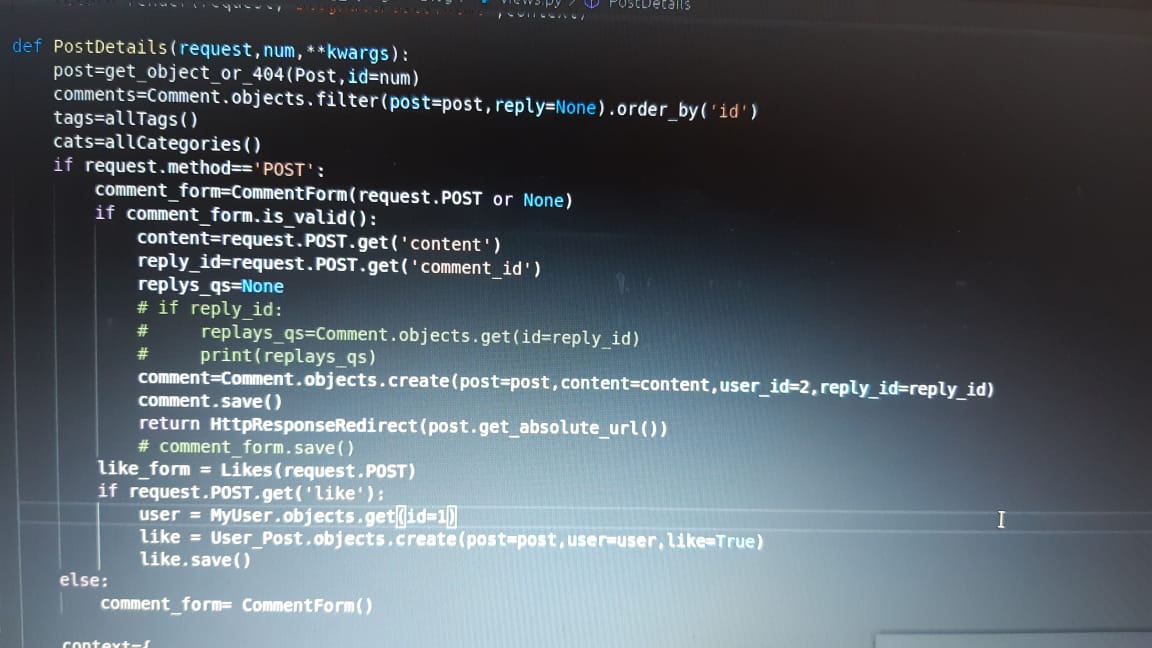 views.py > PostDetails
def PostDetails(request,num,**kwargs):
    post=get_object_or_404(Post,id=num)
    comments=Comment.objects.filter(post=post,reply=None).order_by('id')
    tags=allTags()
    cats=allCategories()
    if request.method=='POST':
        comment_form=CommentForm(request.POST or None)
        if comment_form.is_valid():
            content=request.POST.get('content')
            reply_id=request.POST.get('comment_id')
            replys_qs=None
            # if reply_id:
            #     replays_qs=Comment.objects.get(id=reply_id)
            #     print(replays_qs)
            comment=Comment.objects.create(post=post,content=content,user_id=2,reply_id=reply_id)
            comment.save()
            return HttpResponseRedirect(post.get_absolute_url())
            # comment_form.save()
        like_form = Likes(request.POST)
        if request.POST.get('like'):
            user = MyUser.objects.get(id=1)
            like = User_Post.objects.create(post=post,user=user,like=True)
            like.save()
    else:
        comment_form= CommentForm()
    context={